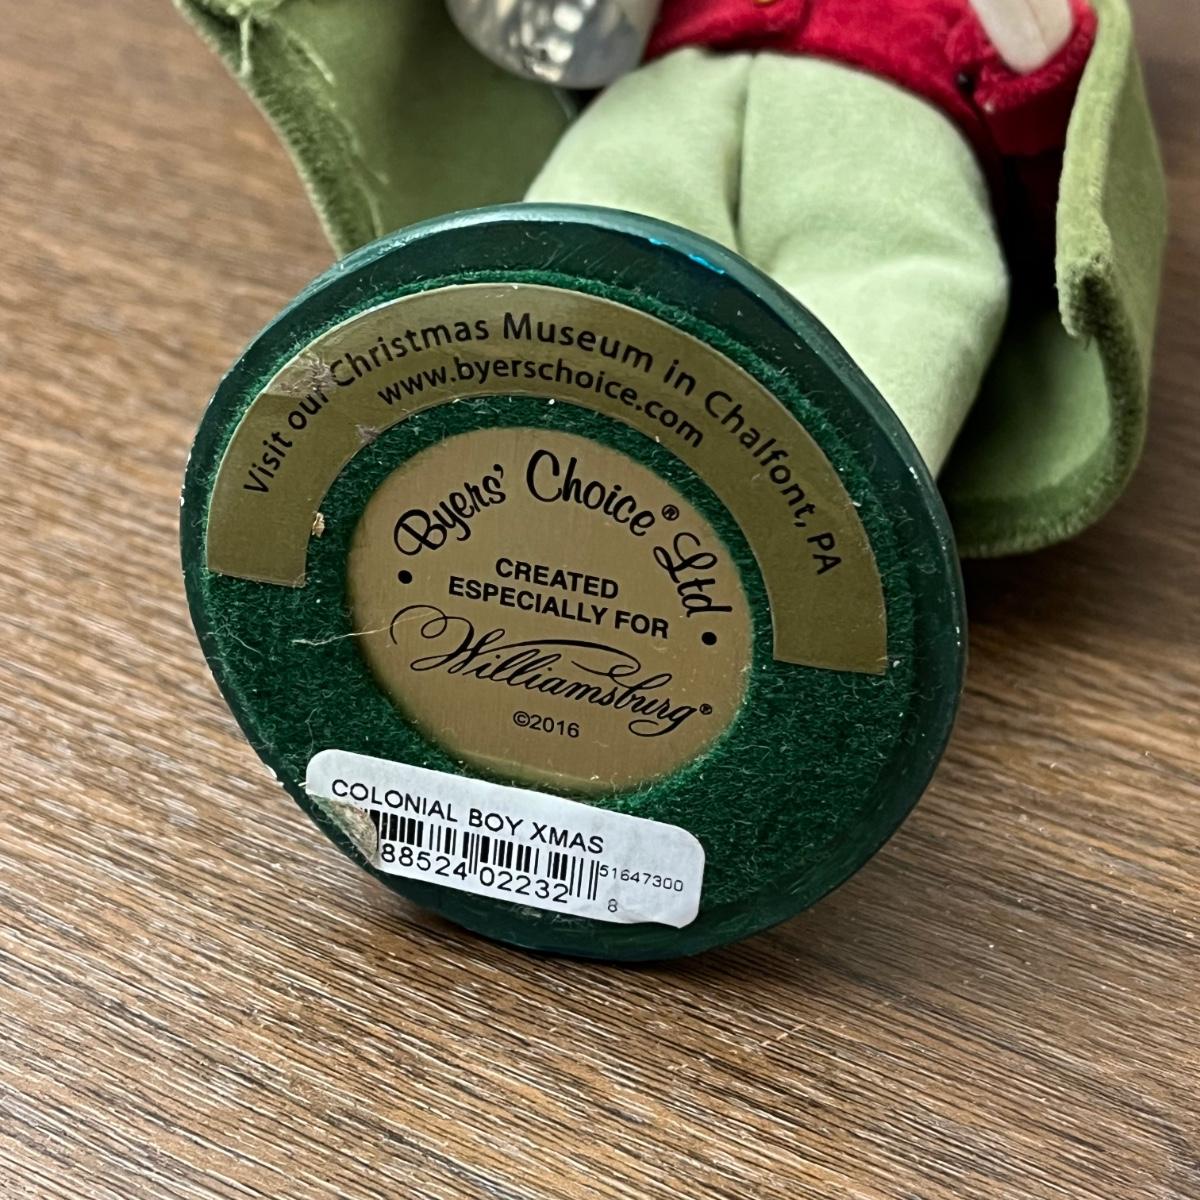 Visit our Christmas Museum in Chalfont, PA
www.byerschoice.com
Byers' Choice® Ltd
CREATED
ESPECIALLY FOR
Williamsburg®
©2016
COLONIAL BOY XMAS
51647300
88524 02232 8